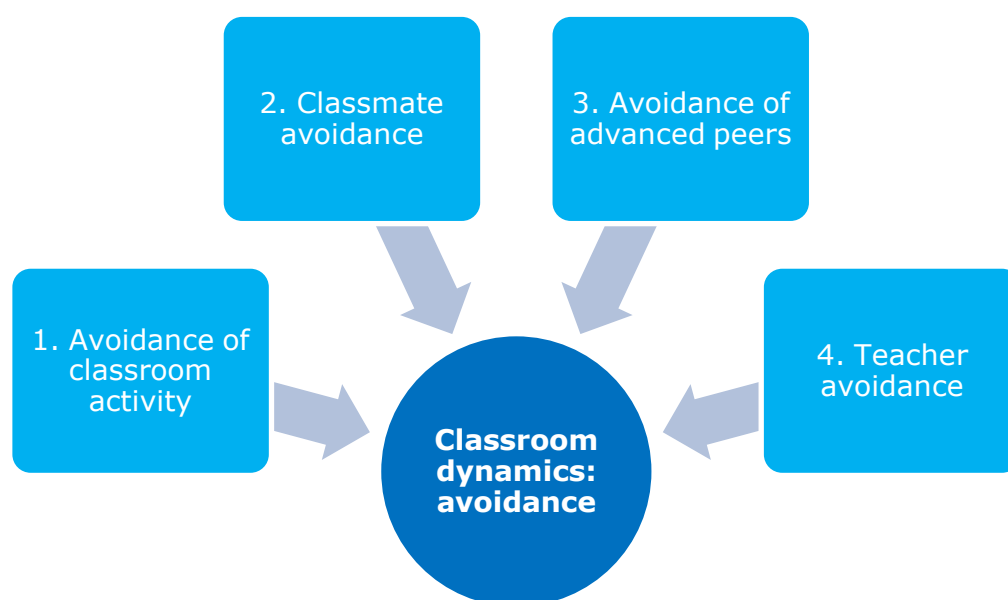 1. Avoidance of
classroom
activity
2. Classmate
avoidance
3. Avoidance of
advanced peers
4. Teacher
avoidance
Classroom
dynamics:
avoidance